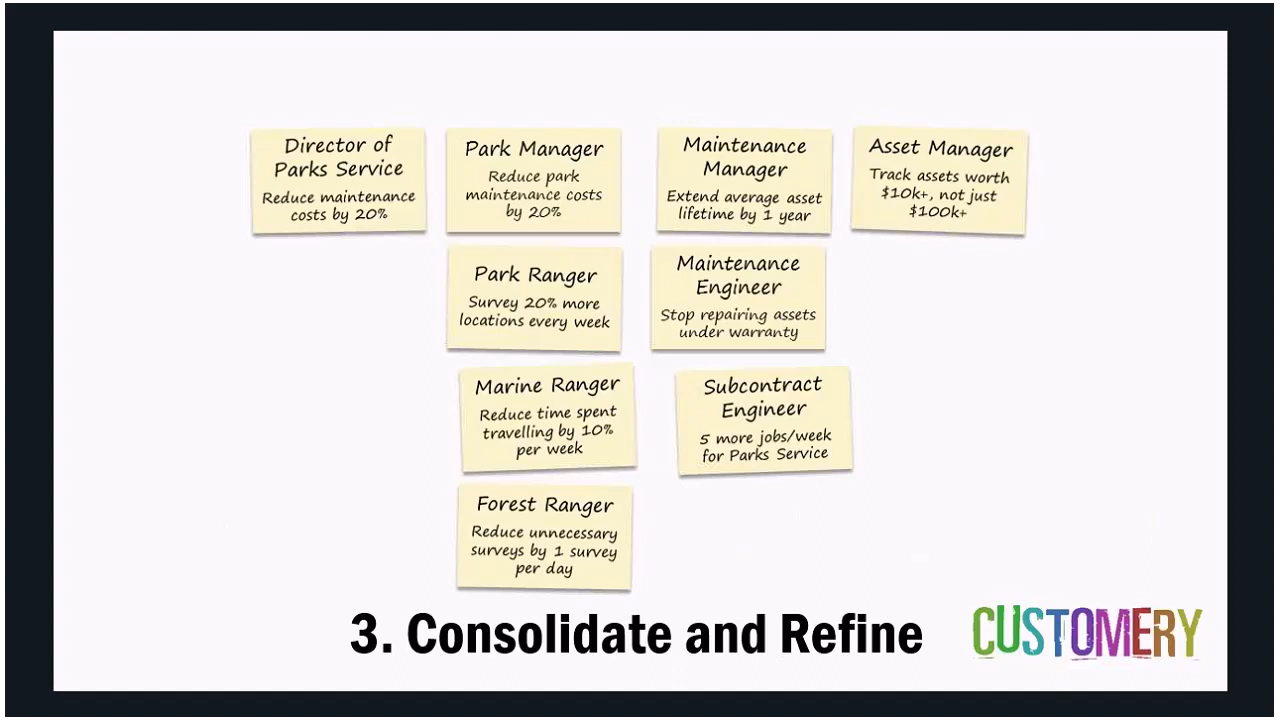 Director of
Parks Service
Reduce maintenance
costs by 20%
Park Manager
Reduce park
maintenance costs
by 20%
Maintenance
Manager
Extend average asset
lifetime by 1 year
Asset Manager
Track assets worth
$10k+, not just
$100k+
Park Ranger
Survey 20% more
locations every week
Maintenance
Engineer
Stop repairing assets
under warranty
Marine Ranger
Reduce time spent
travelling by 10%
per week
Subcontract
Engineer
5 more jobs/week
for Parks Service
Forest Ranger
Reduce unnecessary
surveys by 1 survey
per day
3. Consolidate and Refine
CUSTOMERY